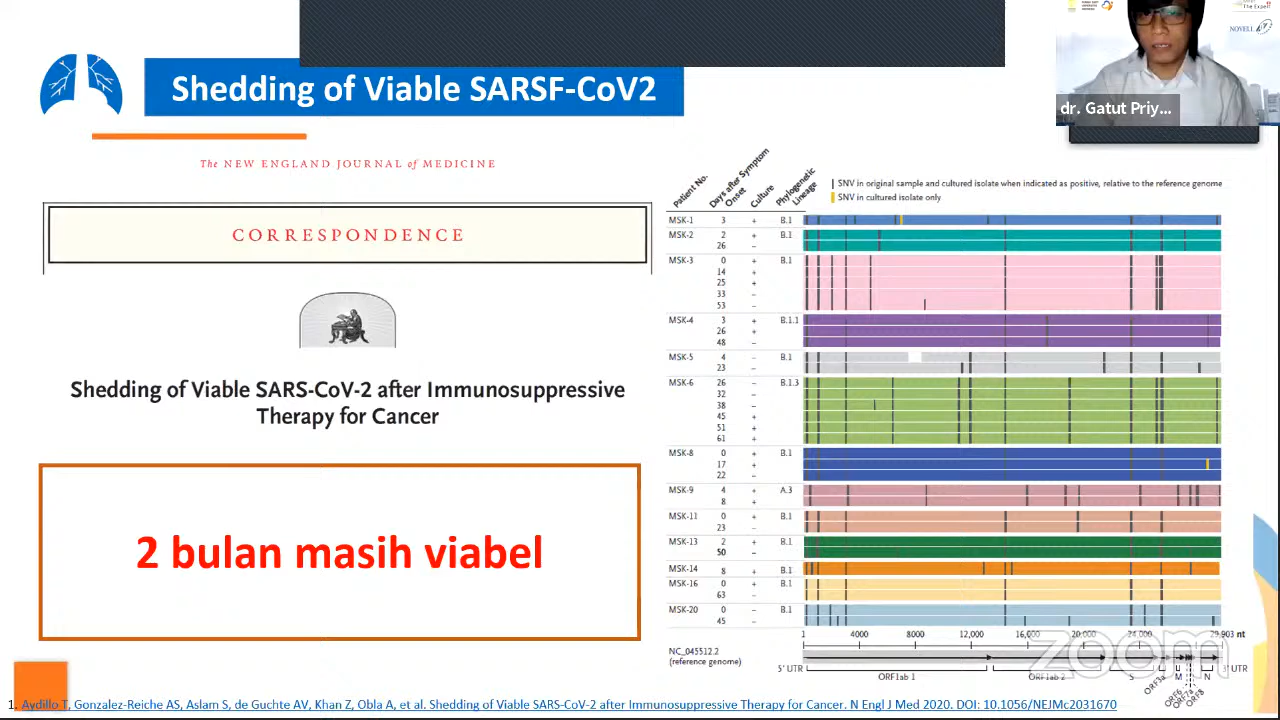 Shedding of Viable SARSF-CoV2
NOVELL
dr. Gatut Priy...
The NEW ENGLAND JOURNAL of MEDICINE
CORRESPONDENCE
Shedding of Viable SARS-CoV-2 after Immunosuppressive
Therapy for Cancer
2 bulan masih viabel
Patient No.
Days after Symptom
Onset
Culture
Phylogenetic
Lineage
SNV in original sample and cultured isolate when indicated as positive, relative to the reference genome
SNV in cultured isolate only
MSK-1 3 + B.1
MSK-2 2 + B.1
26 –
MSK-3 0 + B.1
14 +
25 +
33 –
53 –
MSK-4 3 + B.1.1
26 +
48 –
MSK-5 4 – B.1
23 –
MSK-6 26 – B.1.3
32 –
38 –
45 +
51 +
61 +
MSK-8 0 + B.1
17 +
22 –
MSK-9 4 + A.3
8 +
MSK-11 0 + B.1
23 –
MSK-13 2 + B.1
50 –
MSK-14 8 + B.1
MSK-16 0 + B.1
63 –
MSK-20 0 – B.1
45 –
1 4000 8000 12,000 16,000 20,000 24,000 29,903 nt
NC_045512.2
(reference genome)
5' UTR
ORF1ab 1
ORF1ab 2
S
ORF3a
E
M
ORF6
ORF7a
ORF8
N
3' UTR
zoom
1. Aydillo T, Gonzalez-Reiche AS, Aslam S, de Guchte AV, Khan Z, Obla A, et al. Shedding of Viable SARS-CoV-2 after Immunosuppressive Therapy for Cancer. N Engl J Med 2020. DOI: 10.1056/NEJMc2031670